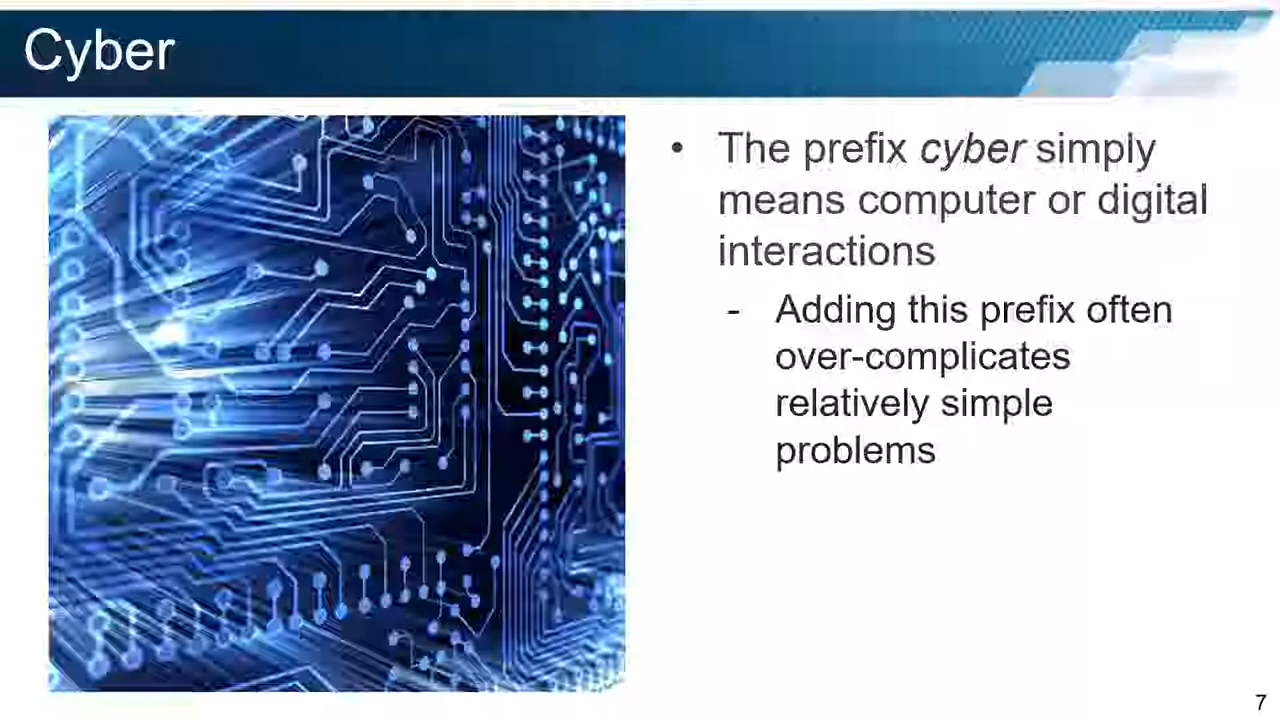 Cyber
• The prefix cyber simply
means computer or digital
interactions
- Adding this prefix often
over-complicates
relatively simple
problems
7